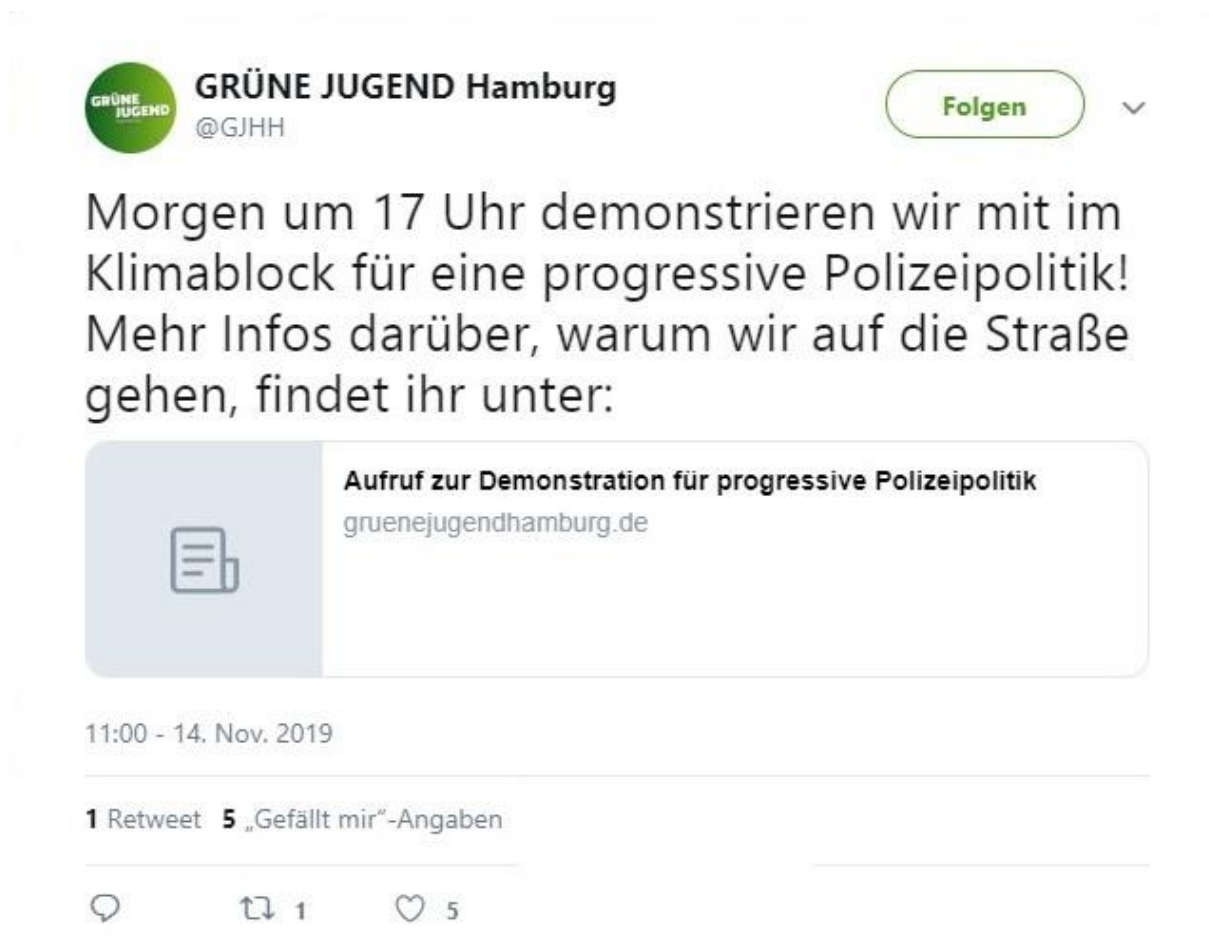 GRÜNE JUGEND
GRÜNE JUGEND Hamburg
@GJHH
Folgen
Morgen um 17 Uhr demonstrieren wir mit im
Klimablock für eine progressive Polizeipolitik!
Mehr Infos darüber, warum wir auf die Straße
gehen, findet ihr unter:
Aufruf zur Demonstration für progressive Polizeipolitik
gruenejugendhamburg.de
11:00 - 14. Nov. 2019
1 Retweet 5 „Gefällt mir“-Angaben
1 5